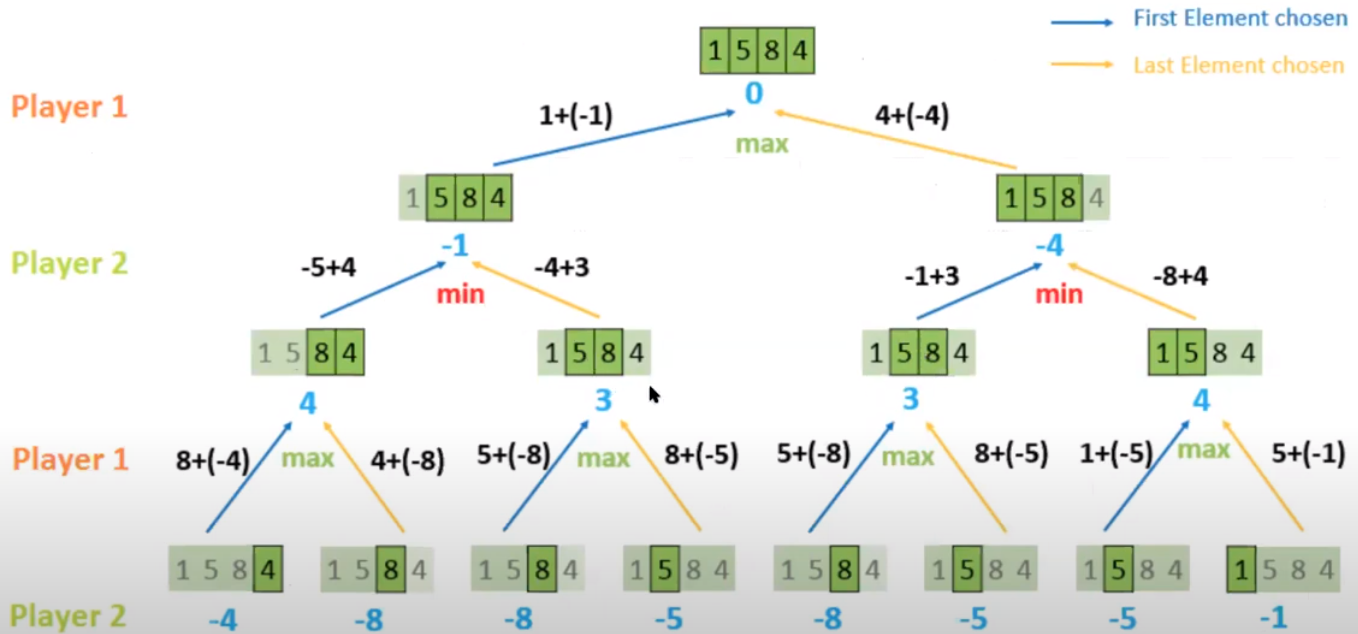 First Element chosen
1 5 8 4
Last Element chosen
0
Player 1
1+(-1)
4+(-4)
max
1 5 8 4
1 5 8 4
-1
-4
Player 2
-5+4
-4+3
-1+3
-8+4
min
min
1 5 8 4
1 5 8 4
1 5 8 4
1 5 8 4
4
3
3
4
Player 1
8+(-4)
max
4+(-8)
5+(-8)
max
8+(-5)
5+(-8)
max
8+(-5)
1+(-5)
max
5+(-1)
1 5 8 4
1 5 8 4
1 5 8 4
1 5 8 4
1 5 8 4
1 5 8 4
1 5 8 4
1 5 8 4
Player 2
-4
-8
-8
-5
-8
-5
-5
-1